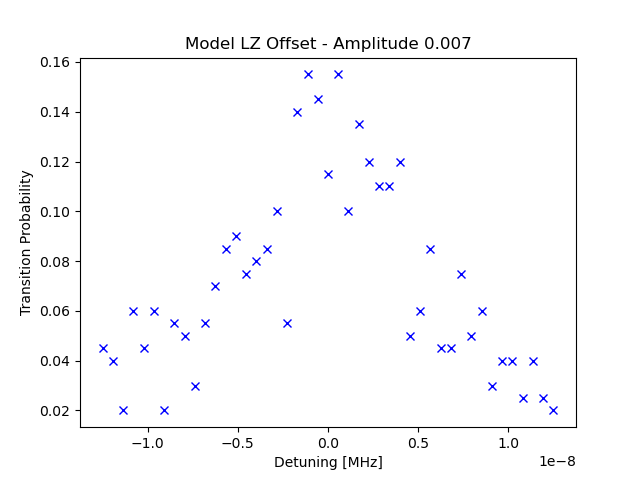 Model LZ Offset - Amplitude 0.007
Transition Probability
0.16
0.14
0.12
0.10
0.08
0.06
0.04
0.02
−1.0 −0.5 0.0 0.5 1.0
1e−8
Detuning [MHz]